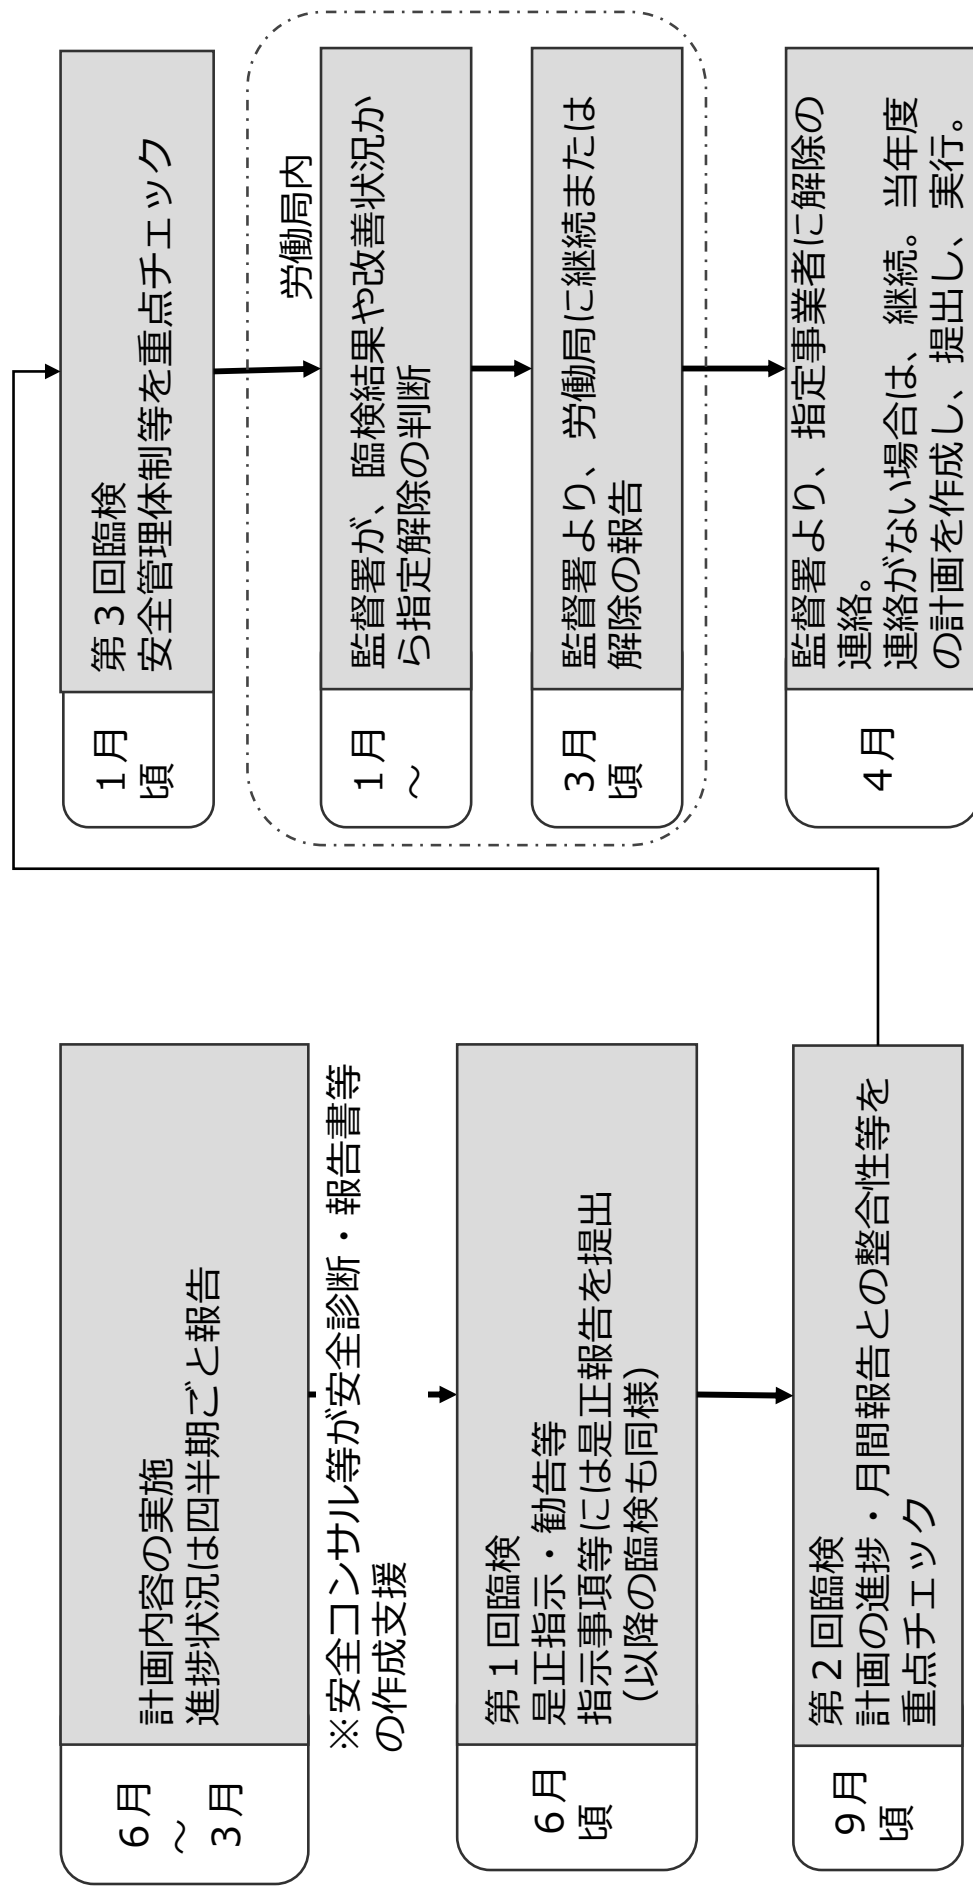 6月
～
3月
計画内容の実施
進捗状況は四半期ごと報告
※安全コンサル等が安全診断・報告書等
の作成支援
6月
頃
第１回臨検
是正指示・勧告等
指示事項等には是正報告を提出
(以降の臨検も同様)
9月
頃
第２回臨検
計画の進捗・月間報告との整合性等を
重点チェック
1月
頃
第３回臨検
安全管理体制等を重点チェック
労働局内
1月
～
監督署が、臨検結果や改善状況か
ら指定解除の判断
3月
頃
監督署より、労働局に継続または
解除の報告
4月
監督署より、指定事業者に解除の
連絡。
連絡がない場合は、継続。当年度
の計画を作成し、提出し、実行。